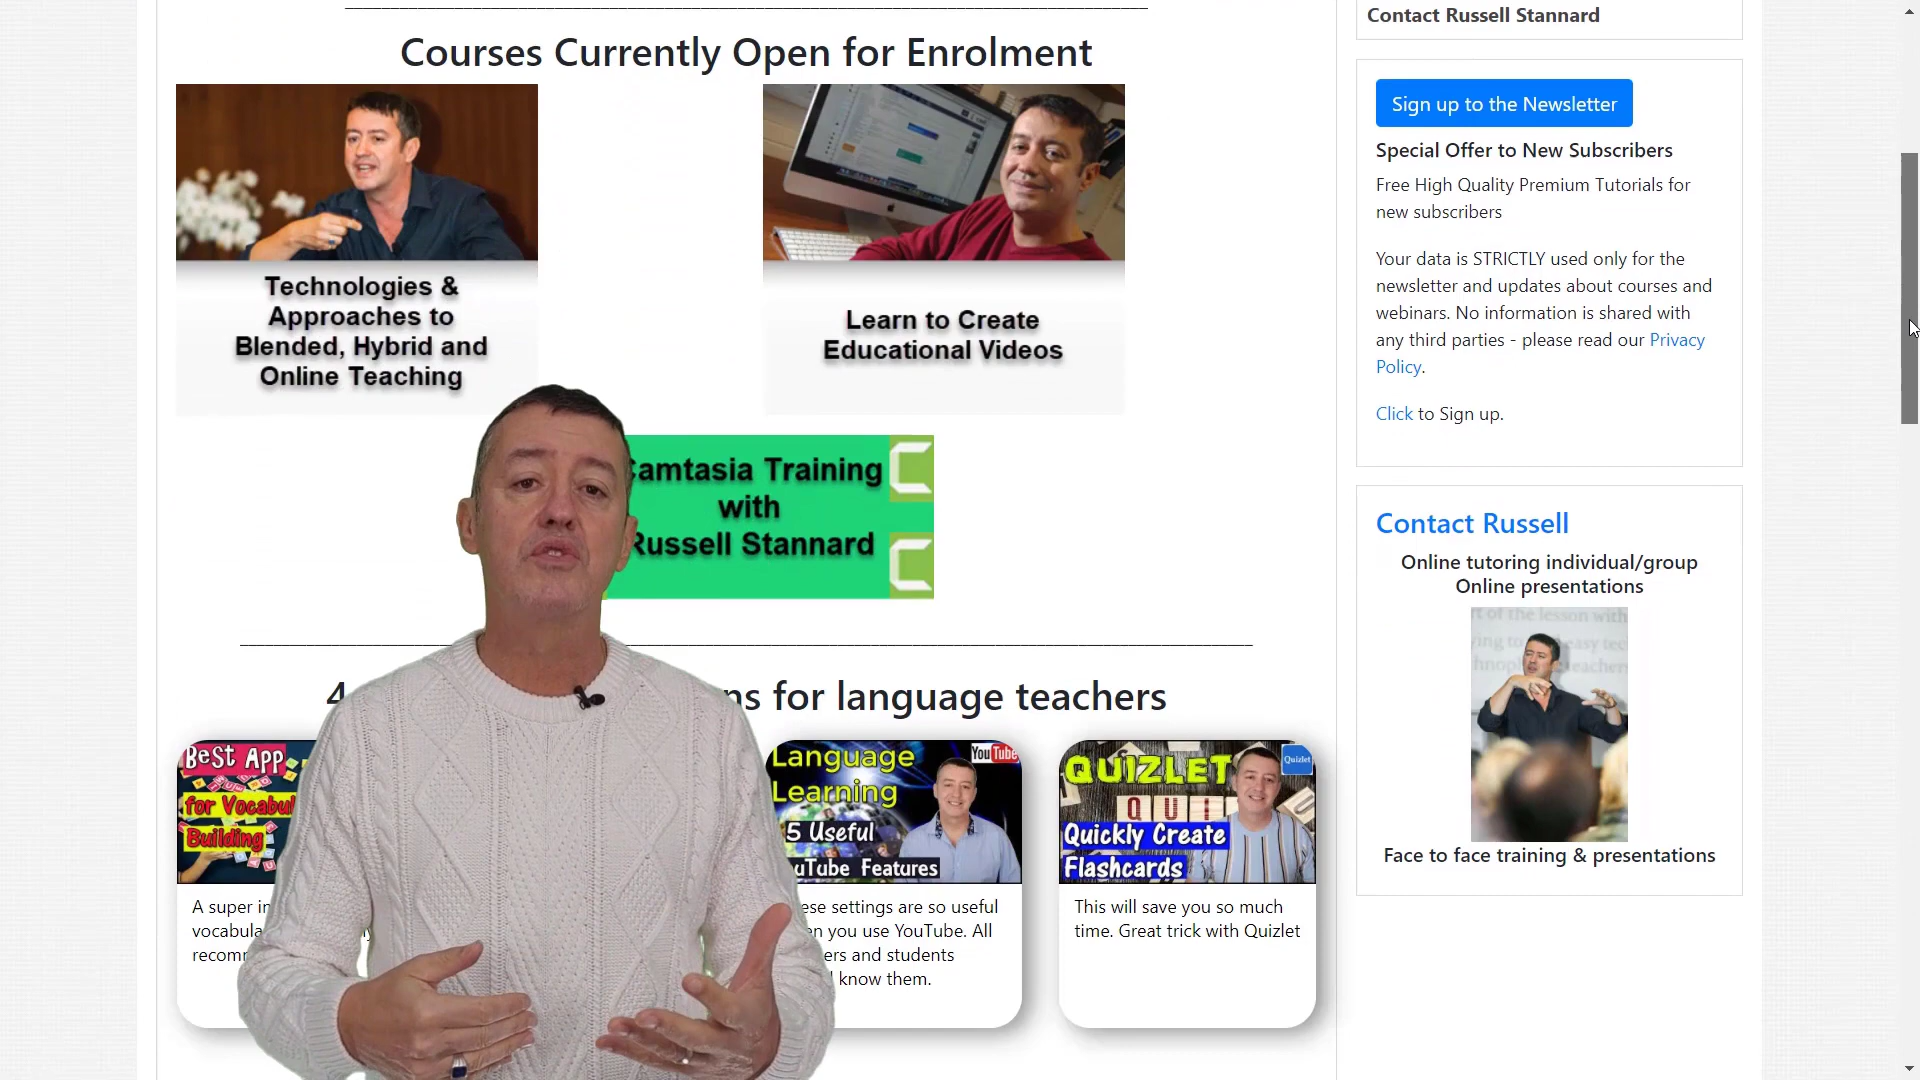 Contact Russell Stannard
Courses Currently Open for Enrolment
Technologies &
Approaches to
Blended, Hybrid and
Online Teaching
Learn to Create
Educational Videos
amtasia Training
with
Russell Stannard
Sign up to the Newsletter
Special Offer to New Subscribers
Free High Quality Premium Tutorials for
new subscribers
Your data is STRICTLY used only for the
newsletter and updates about courses and
webinars. No information is shared with
any third parties - please read our Privacy
Policy.
Click to Sign up.
Contact Russell
Online tutoring individual/group
Online presentations
Face to face training & presentations
4 ns for language teachers
Best App
for Vocabul
Building
A super in
vocabula
recom
Language
Learning
YouTube
5 Useful
uTube Features
ese settings are so useful
n you use YouTube. All
ers and students
know them.
QUIZLET
Quizlet
QUI
Quickly Create
Flashcards
This will save you so much
time. Great trick with Quizlet